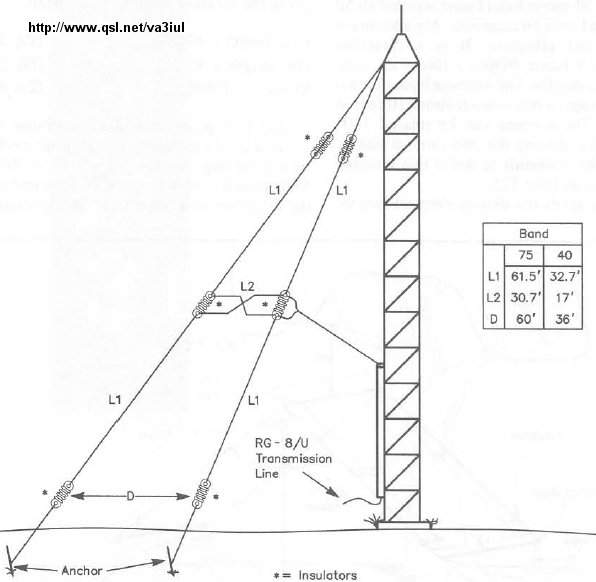 http://www.qsl.net/va3iul
*
*
L1
L1
Band
75 40
L1 61.5' 32.7'
L2 30.7' 17'
D 60' 36'
L2
*
*
L1
L1
RG - 8/U
Transmission
Line
*
D
*
Anchor
* = Insulators